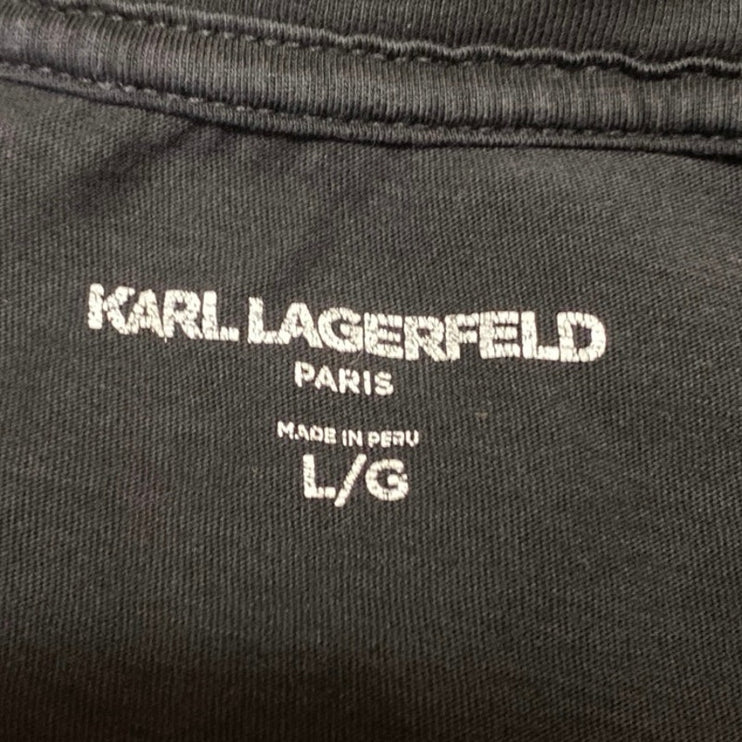 KARL LAGERFELD
PARIS
MADE IN PERU
L/G